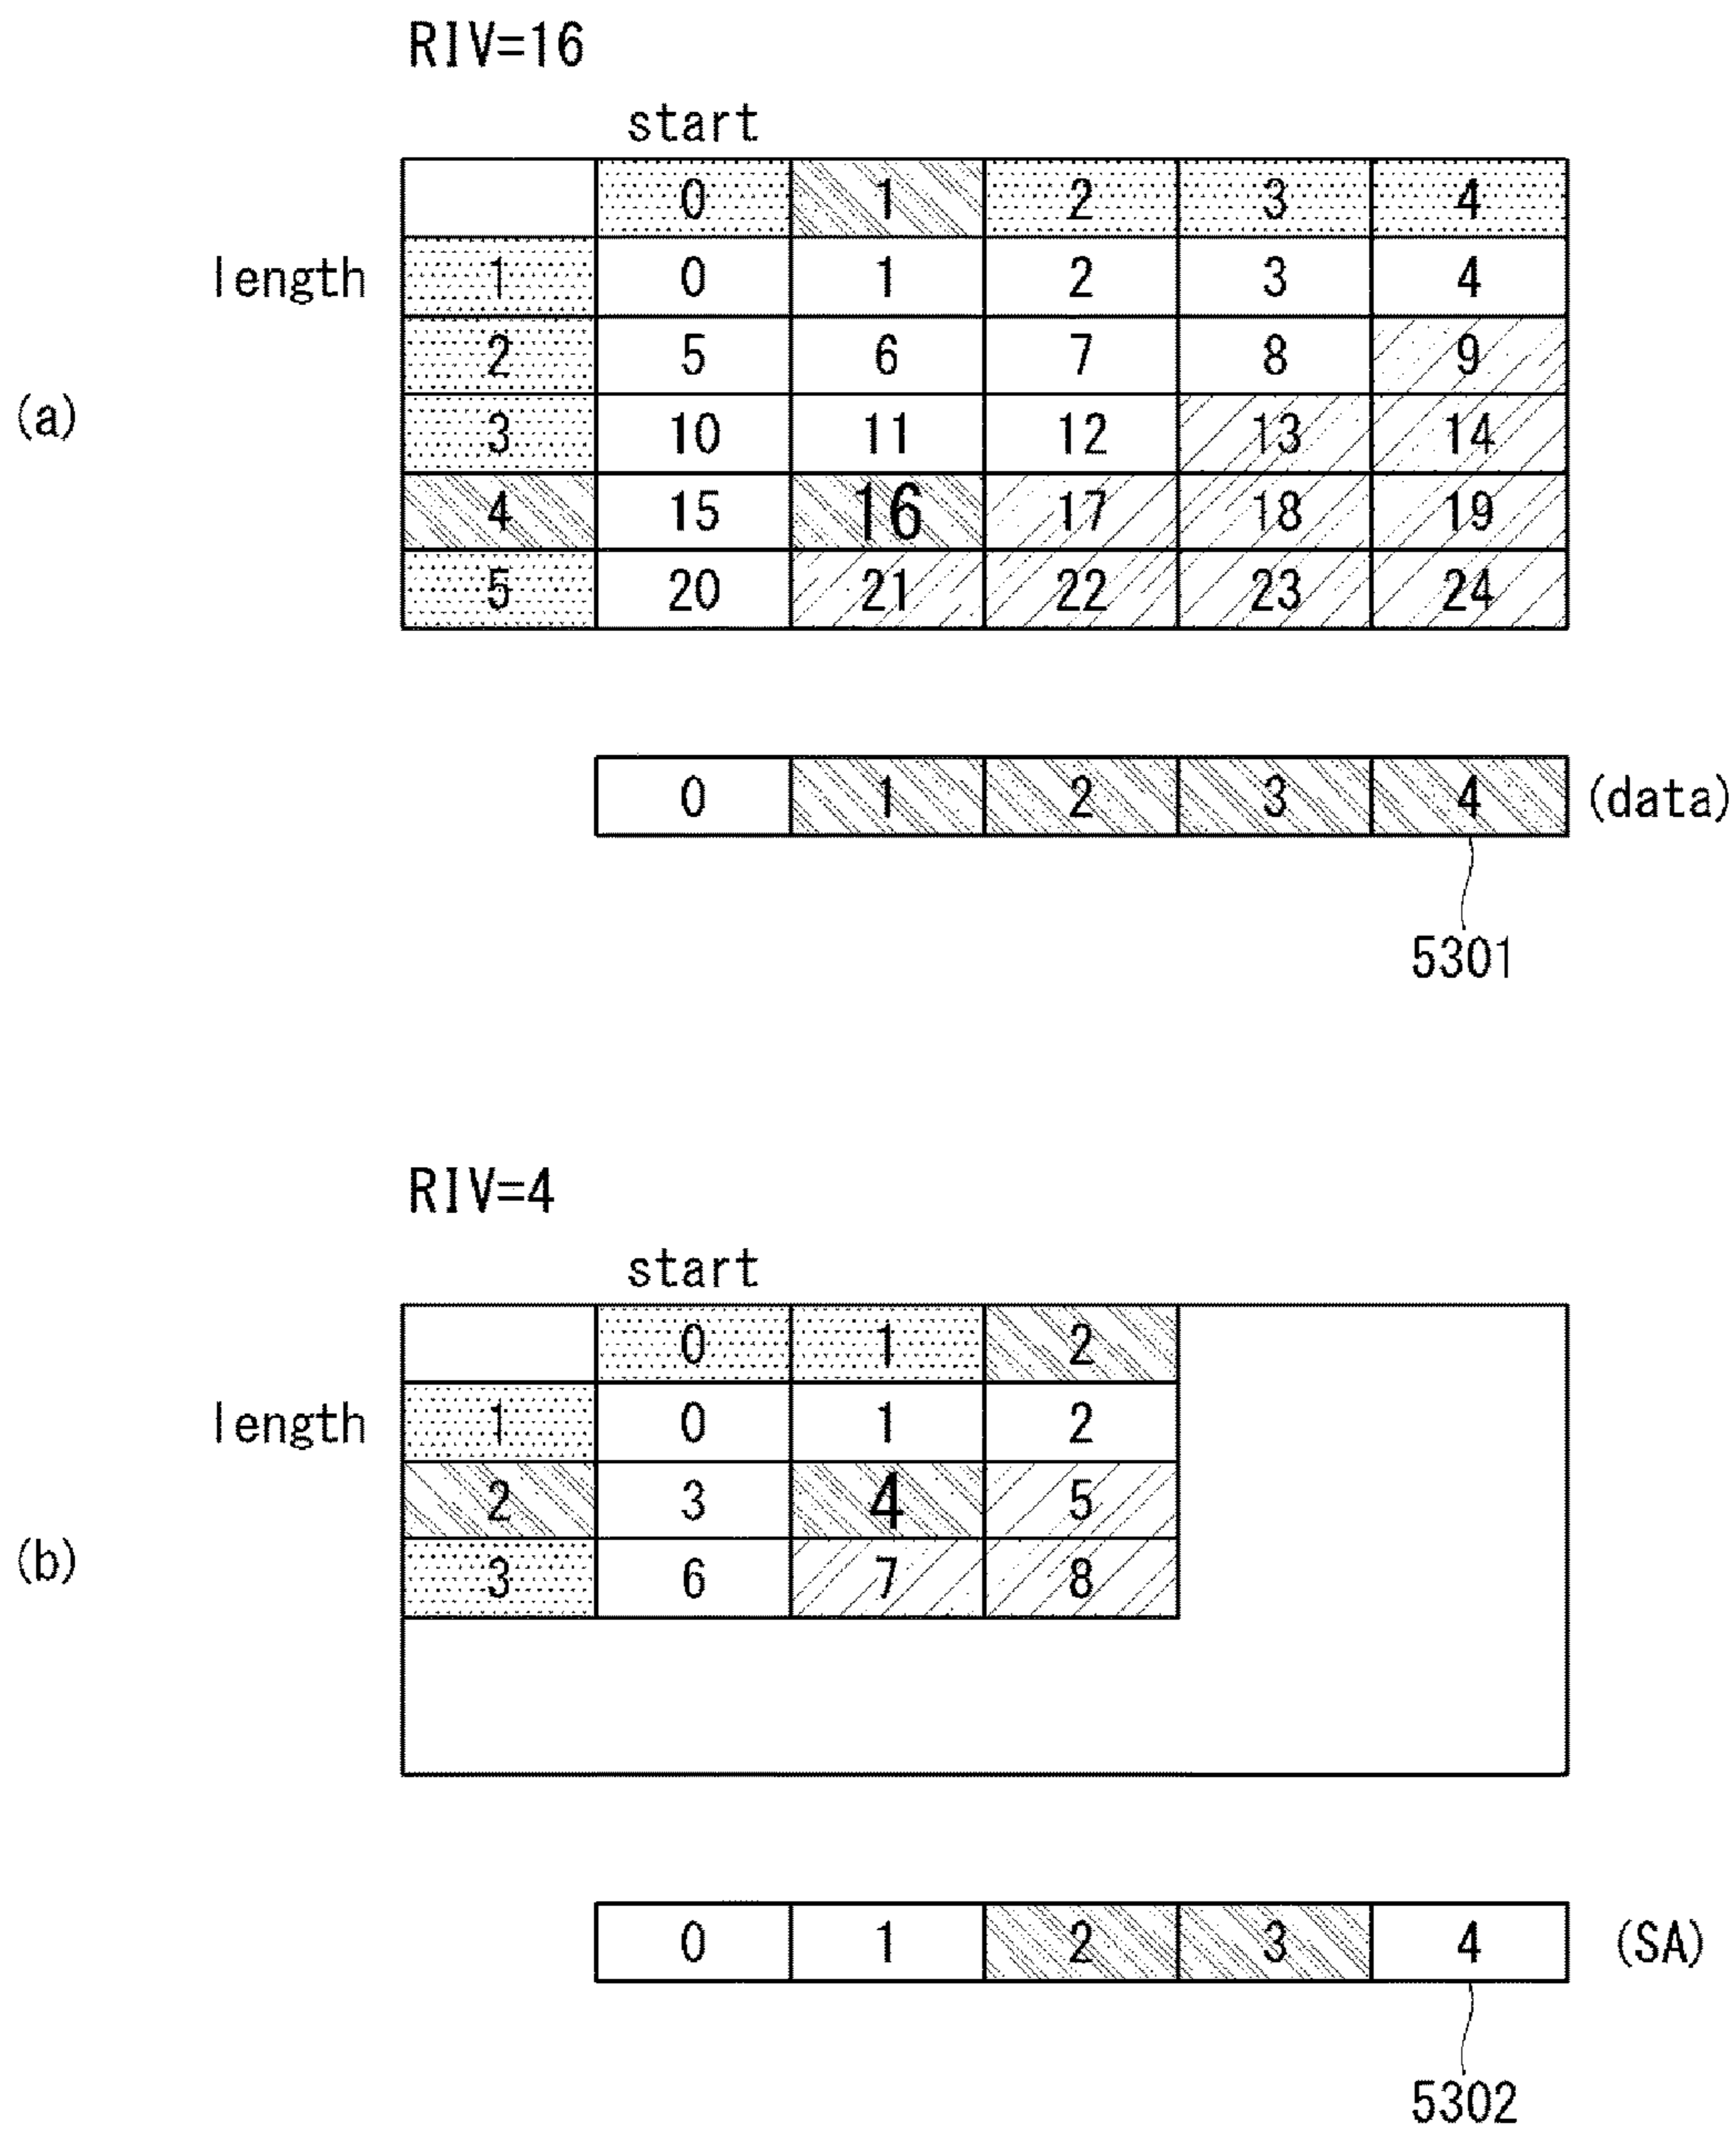 RIV=16
start
0 1 2 3 4
length 1 0 1 2 3 4
2 5 6 7 8 9
(a)
3 10 11 12 13 14
4 15 16 17 18 19
5 20 21 22 23 24
0 1 2 3 4 (data)
5301
RIV=4
start
0 1 2
length 1 0 1 2
2 3 4 5
(b)
3 6 7 8
0 1 2 3 4 (SA)
5302